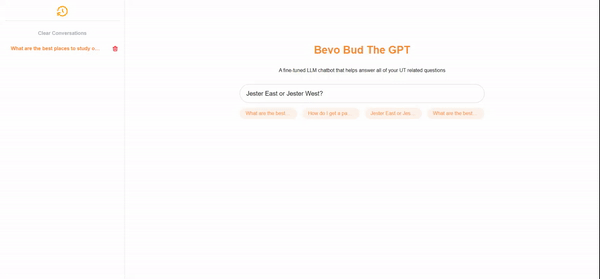 Clear Conversations
What are the best places to study o...
Bevo Bud The GPT
A fine-tuned LLM chatbot that helps answer all of your UT related questions
Jester East or Jester West?
What are the best ...
How do I get a pa...
Jester East or Jes...
What are the best ...